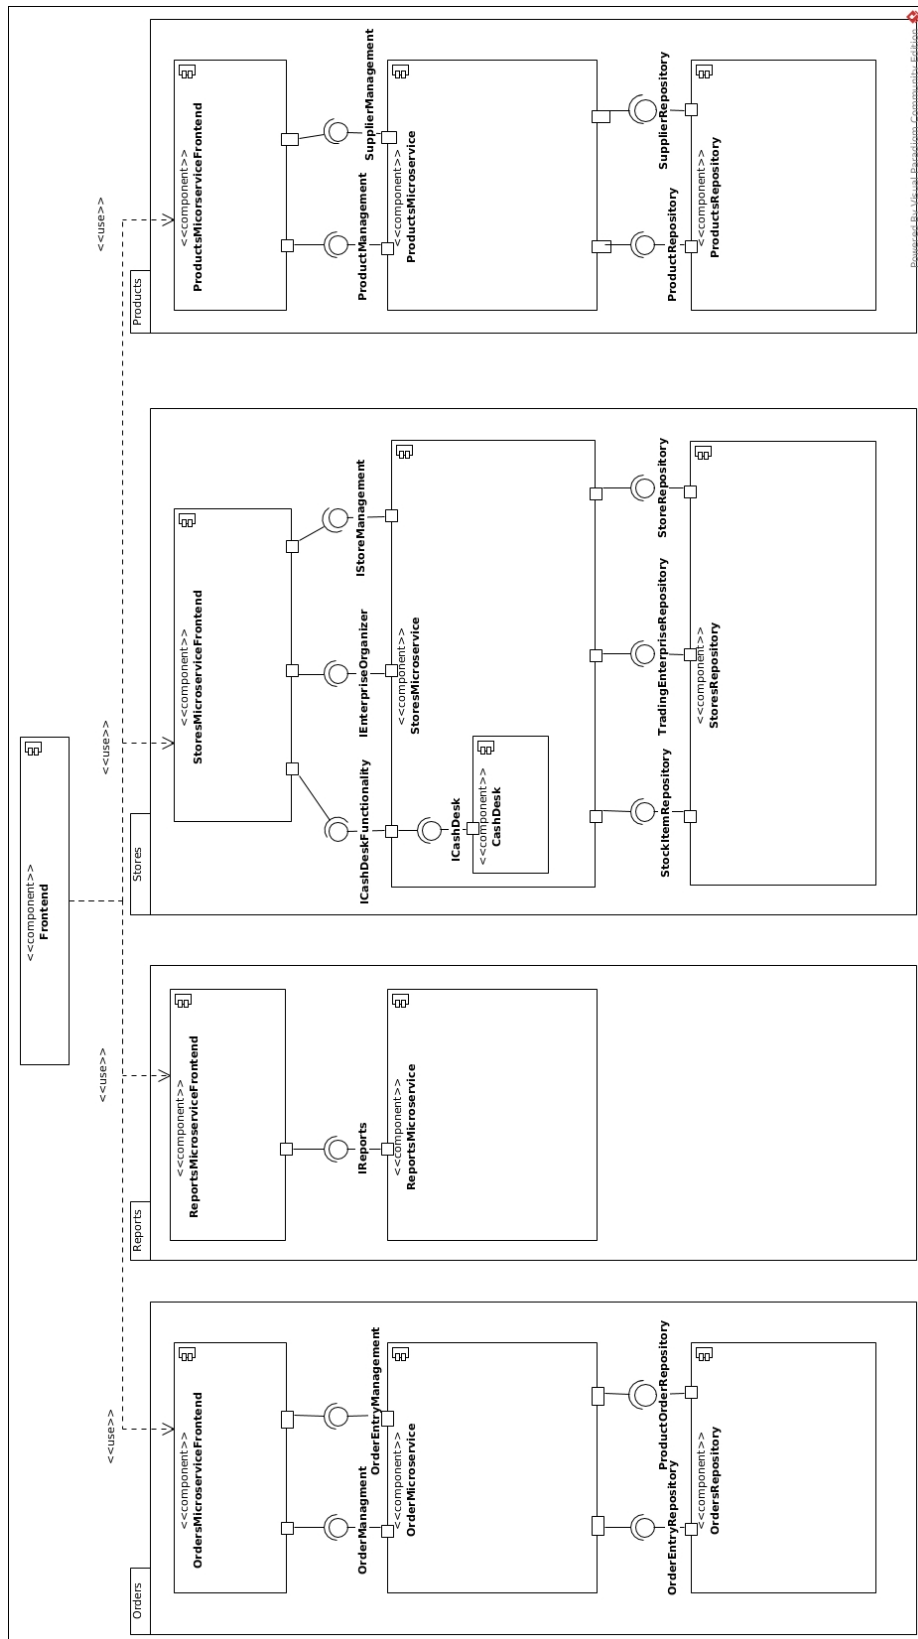 <<component>>
Frontend
<<use>>
<<use>>
<<use>>
<<use>>
Orders
<<component>>
OrdersMicroserviceFrontend
OrderManagment
OrderEntryManagement
<<component>>
OrderMicroservice
OrderEntryRepository
ProductOrderRepository
<<component>>
OrdersRepository
Reports
<<component>>
ReportsMicroserviceFrontend
IReports
<<component>>
ReportsMicroservice
Stores
<<component>>
StoresMicroserviceFrontend
ICashDeskFunctionality
IEnterpriseOrganizer
IStoreManagement
<<component>>
StoresMicroservice
ICashDesk
<<component>>
CashDesk
StockItemRepository
TradingEnterpriseRepository
StoreRepository
<<component>>
StoresRepository
Products
<<component>>
ProductsMicorserviceFrontend
ProductManagement
SupplierManagement
<<component>>
ProductsMicroservice
ProductRepository
SupplierRepository
<<component>>
ProductsRepository
Powered By Visual Paradigm Community Edition